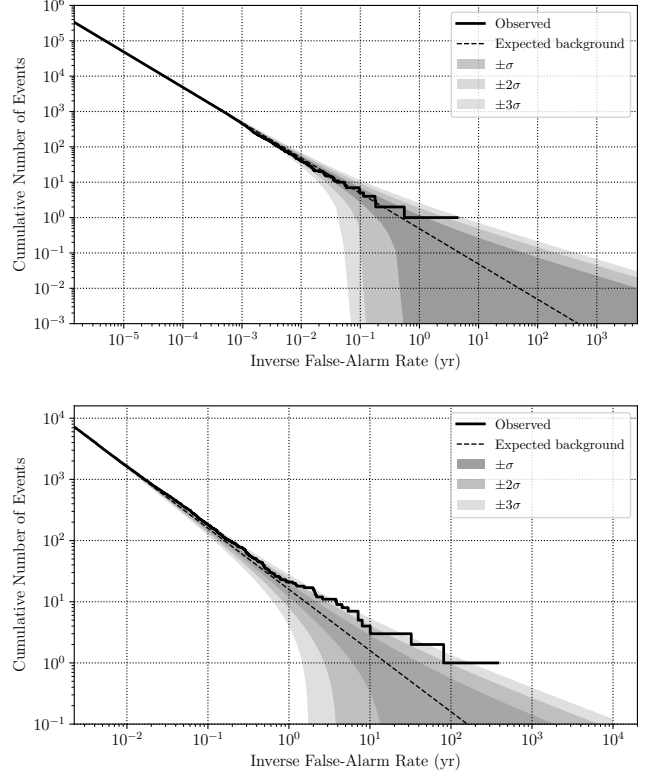 10^6
10^5
10^4
10^3
10^2
10^1
10^0
10^−1
10^−2
10^−3
Cumulative Number of Events
Observed
Expected background
±σ
±2σ
±3σ
10^−5 10^−4 10^−3 10^−2 10^−1 10^0 10^1 10^2 10^3
Inverse False-Alarm Rate (yr)
10^4
10^3
10^2
10^1
10^0
10^−1
Cumulative Number of Events
Observed
Expected background
±σ
±2σ
±3σ
10^−2 10^−1 10^0 10^1 10^2 10^3 10^4
Inverse False-Alarm Rate (yr)